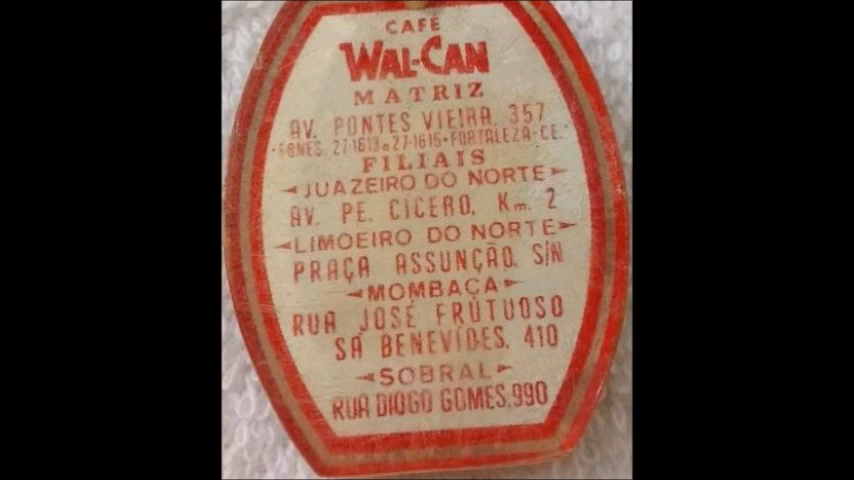 CAFÉ
WAL-CAN
MATRIZ
AV. PONTES VIEIRA, 357
FONES, 27-1613 e 27-1615 • FORTALEZA-CE.
FILIAIS
JUAZEIRO DO NORTE
AV. PE. CÍCERO, Km. 2
LIMOEIRO DO NORTE
PRAÇA ASSUNÇÃO, S/N
MOMBAÇA
RUA JOSÉ FRUTUOSO
SÁ BENEVIDES, 410
SOBRAL
RUA DIOGO GOMES, 990